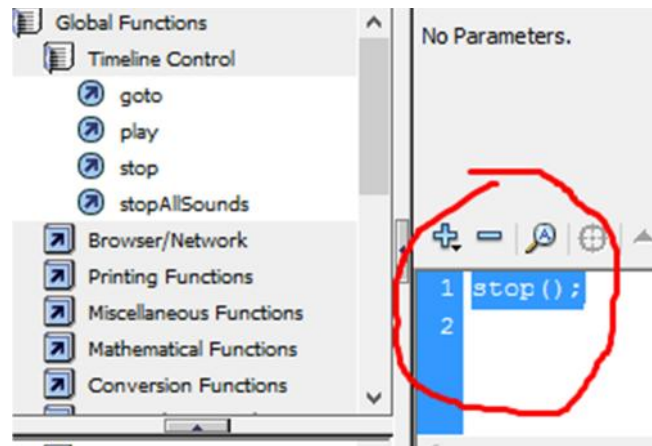 Global Functions
Timeline Control
goto
play
stop
stopAllSounds
Browser/Network
Printing Functions
Miscellaneous Functions
Mathematical Functions
Conversion Functions
No Parameters.
1 stop();
2